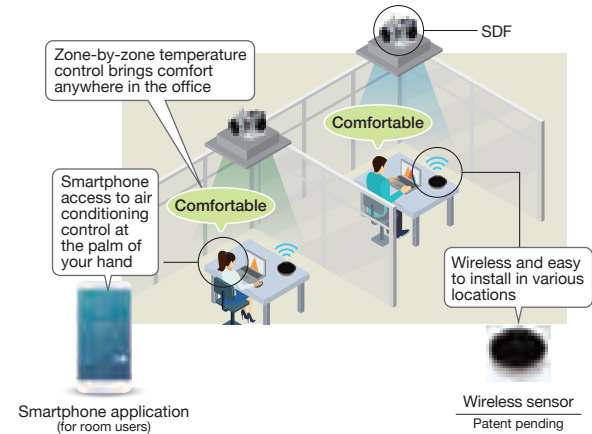 SDF
Zone-by-zone temperature
control brings comfort
anywhere in the office
Comfortable
Smartphone
access to air
conditioning
control at
the palm of
your hand
Comfortable
Wireless and easy
to install in various
locations
Smartphone application
(for room users)
Wireless sensor
Patent pending